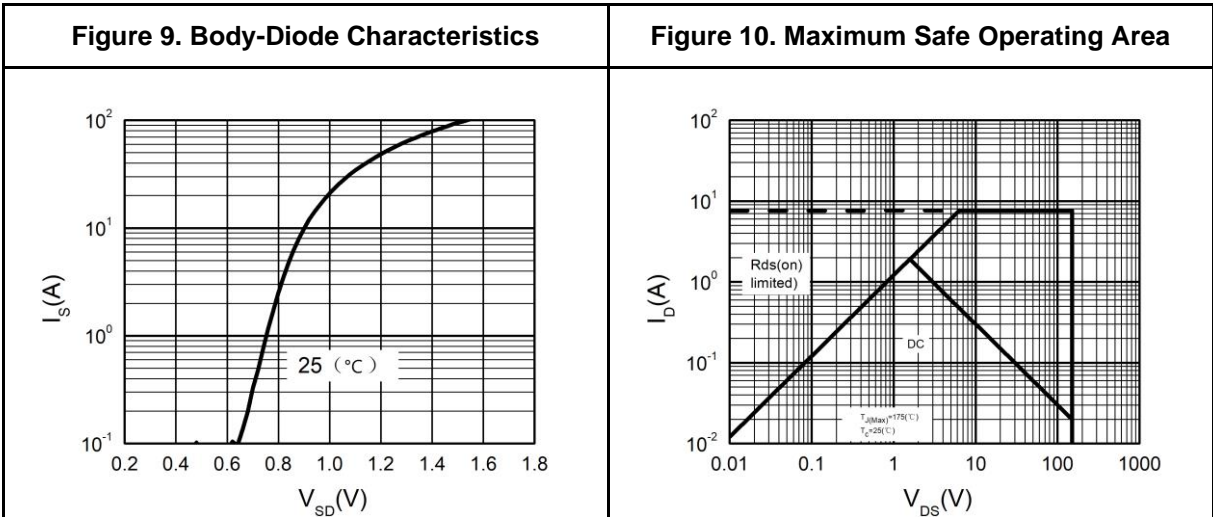 Figure 9. Body-Diode Characteristics
Figure 10. Maximum Safe Operating Area
10²
10¹
10⁰
10⁻¹
I_S(A)
25（℃）
0.2 0.4 0.6 0.8 1.0 1.2 1.4 1.6 1.8
V_SD(V)
10²
10¹
10⁰
10⁻¹
10⁻²
I_D(A)
Rds(on)
limited)
DC
T_J(Max)=175(℃)
T_c=25(℃)
0.01 0.1 1 10 100 1000
V_DS(V)